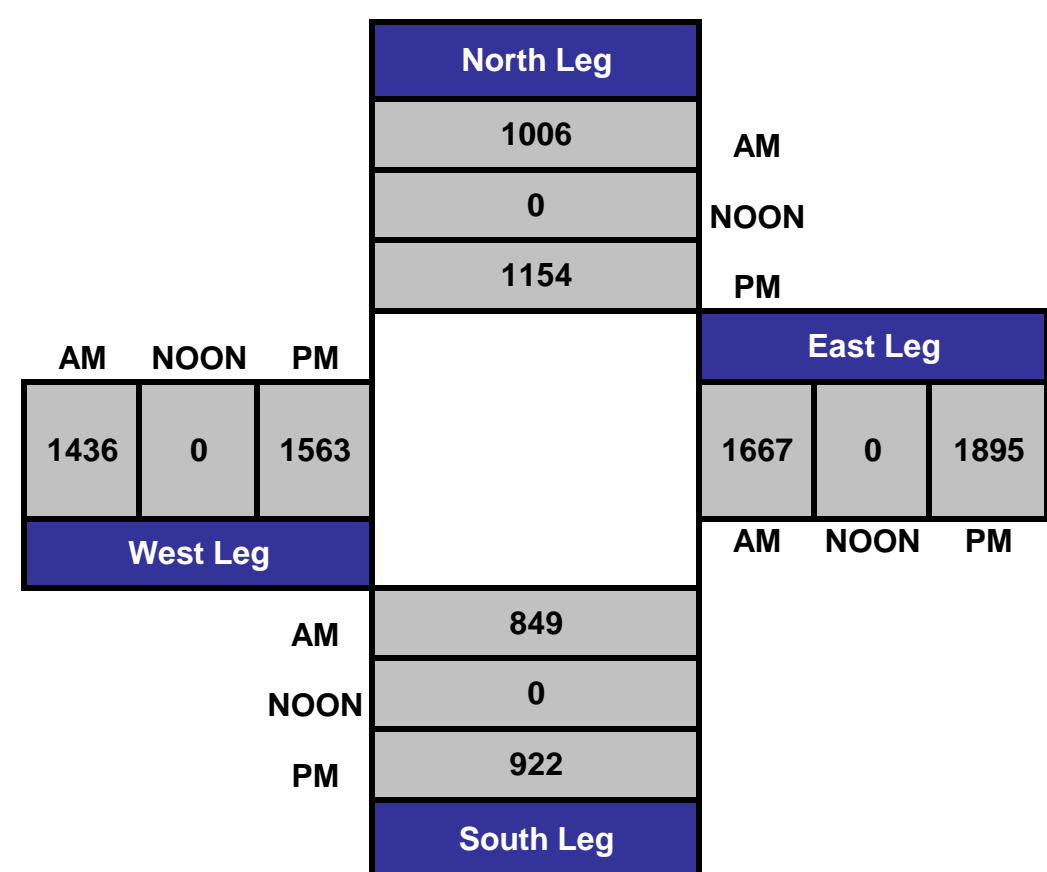 North Leg
1006 AM
0 NOON
1154 PM
East Leg
AM NOON PM
1436 0 1563
1667 0 1895
West Leg
AM NOON PM
AM 849
NOON 0
PM 922
South Leg